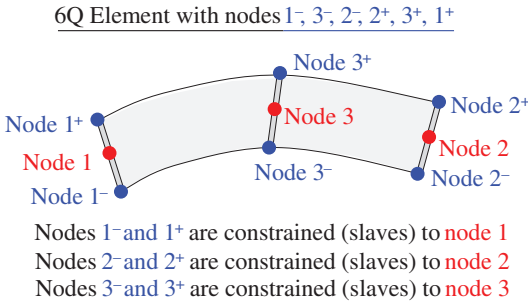 6Q Element with nodes 1⁻, 3⁻, 2⁻, 2⁺, 3⁺, 1⁺
Node 3⁺
Node 1⁺
Node 2⁺
Node 3
Node 1
Node 2
Node 3⁻
Node 2⁻
Node 1⁻
Nodes 1⁻ and 1⁺ are constrained (slaves) to node 1
Nodes 2⁻ and 2⁺ are constrained (slaves) to node 2
Nodes 3⁻ and 3⁺ are constrained (slaves) to node 3